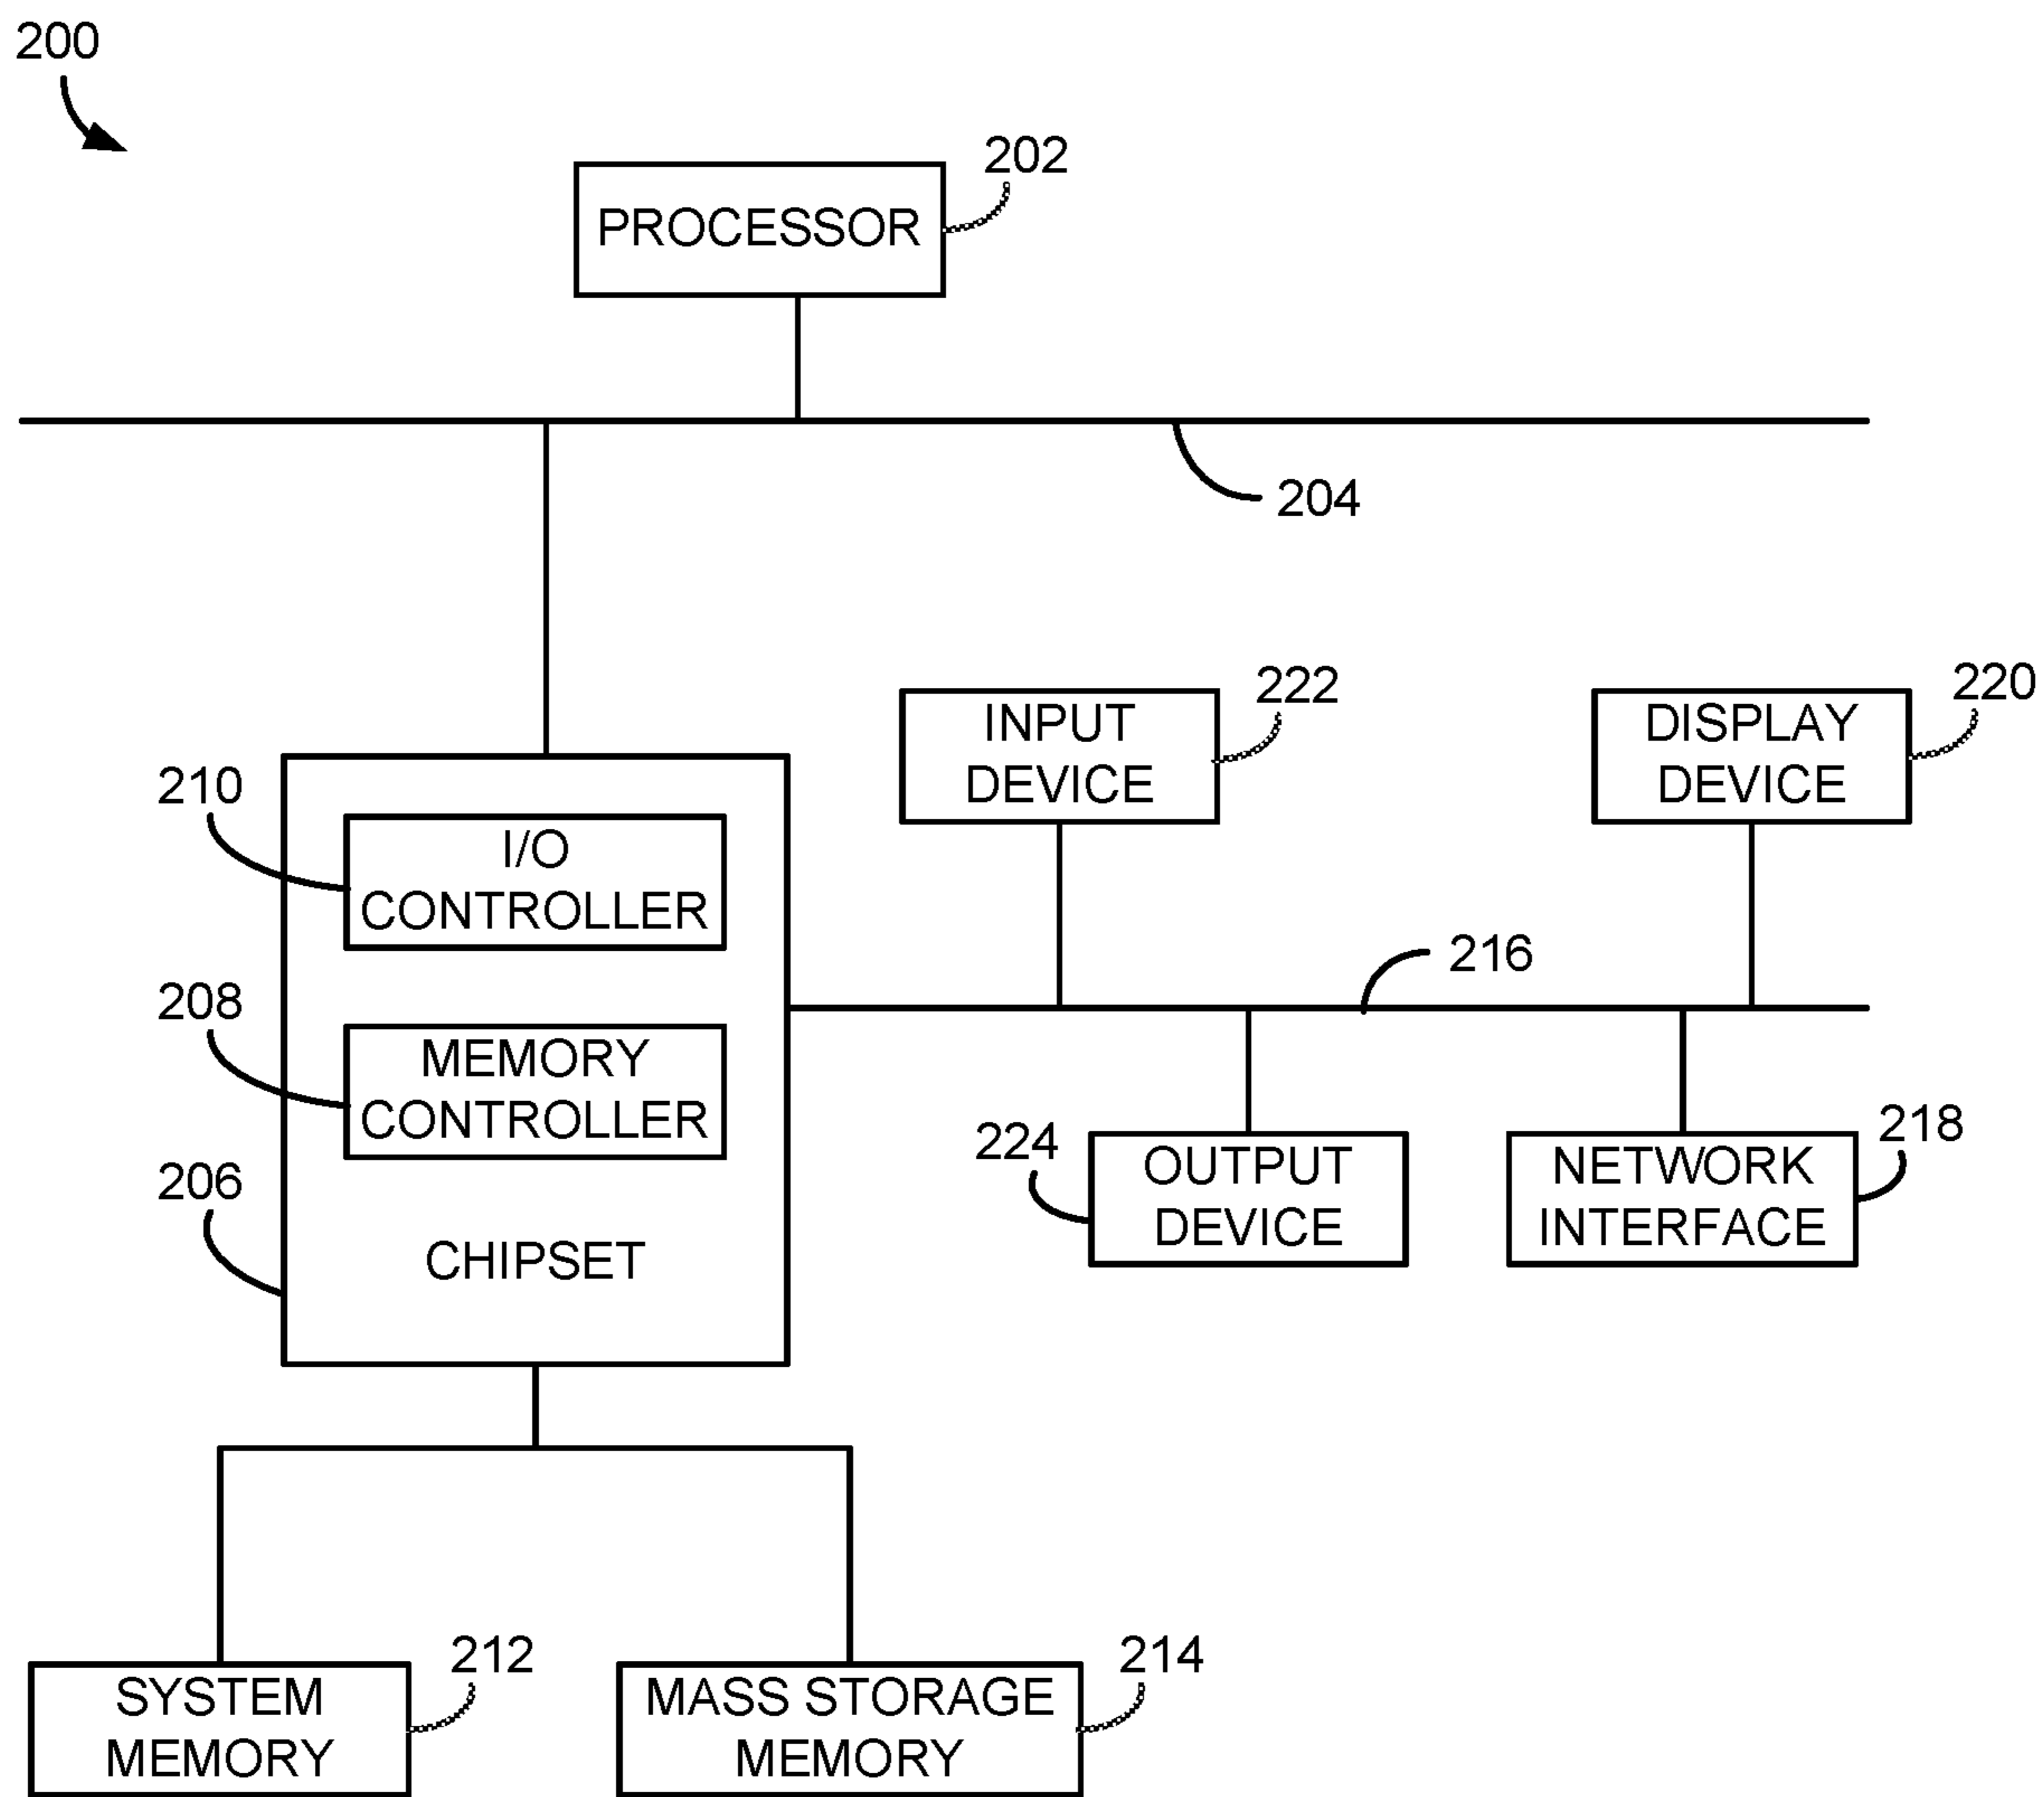 200
202
PROCESSOR
204
222
220
INPUT
DEVICE
DISPLAY
DEVICE
210
I/O
CONTROLLER
216
208
MEMORY
CONTROLLER
206
CHIPSET
224
OUTPUT
DEVICE
218
NETWORK
INTERFACE
212
SYSTEM
MEMORY
214
MASS STORAGE
MEMORY